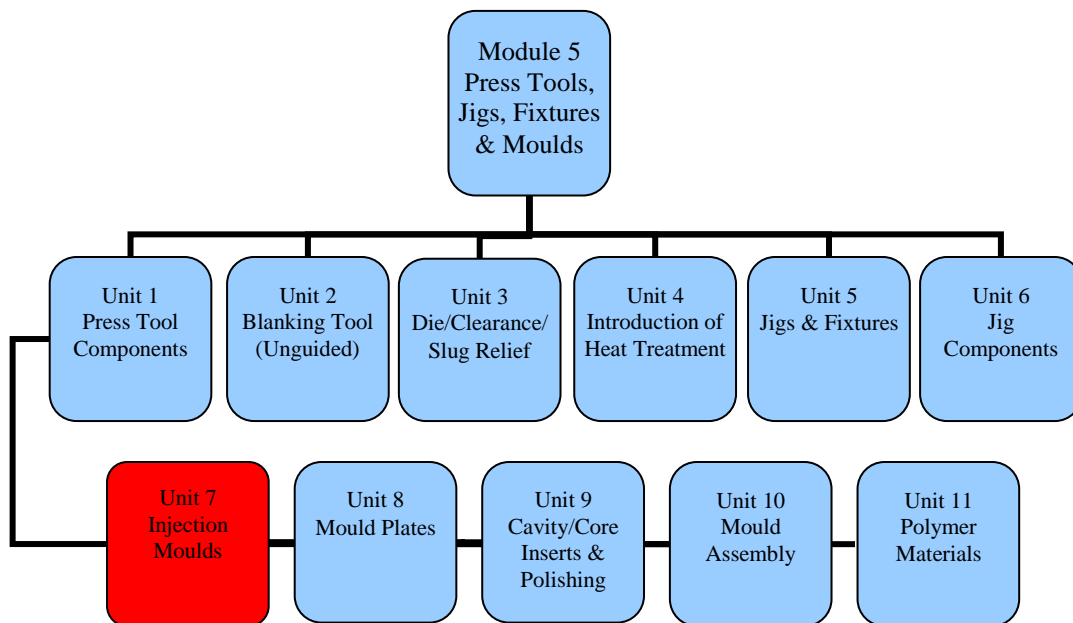 Module 5
Press Tools,
Jigs, Fixtures
& Moulds
Unit 1
Press Tool
Components
Unit 2
Blanking Tool
(Unguided)
Unit 3
Die/Clearance/
Slug Relief
Unit 4
Introduction of
Heat Treatment
Unit 5
Jigs & Fixtures
Unit 6
Jig
Components
Unit 7
Injection
Moulds
Unit 8
Mould Plates
Unit 9
Cavity/Core
Inserts &
Polishing
Unit 10
Mould
Assembly
Unit 11
Polymer
Materials